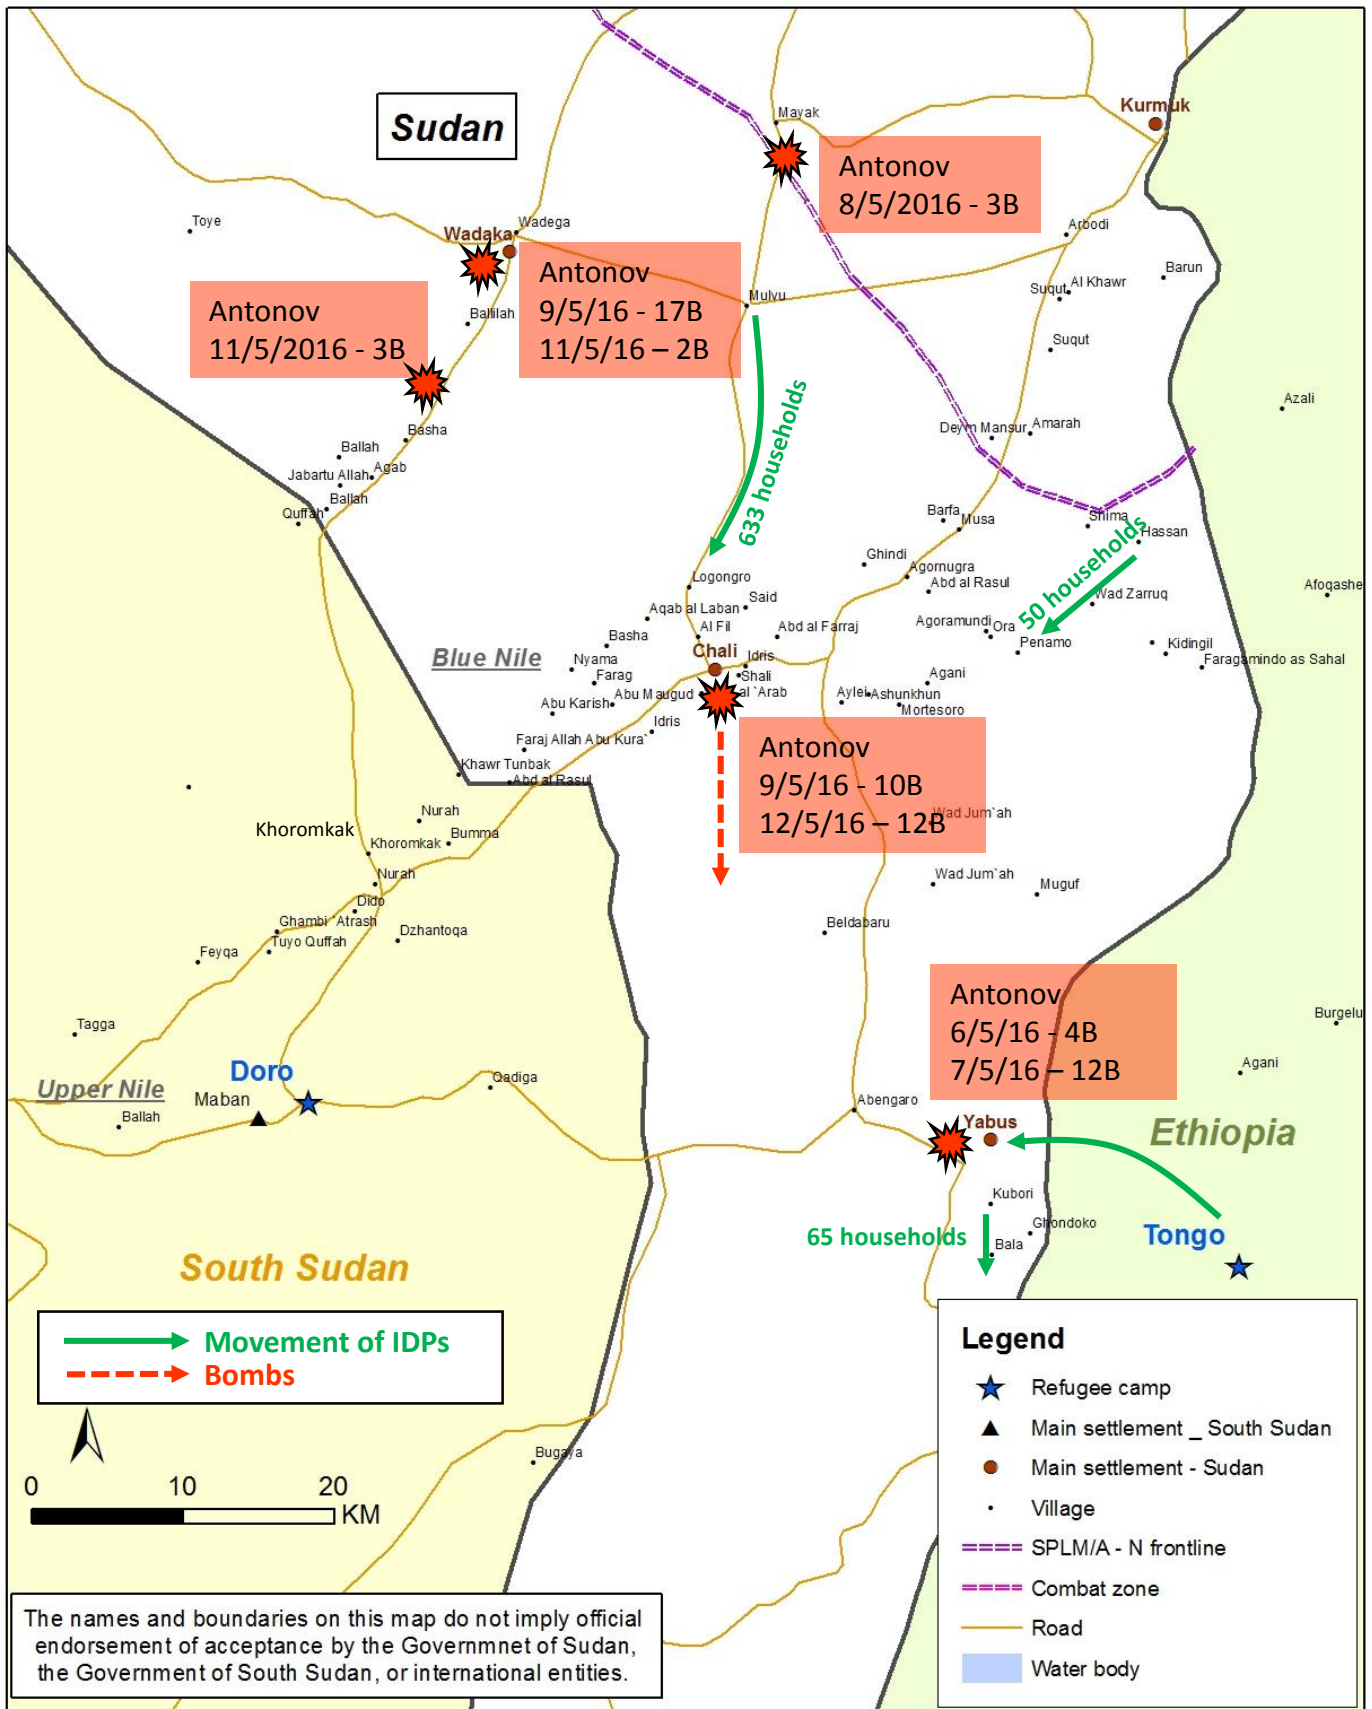 Sudan
Kurmuk
Mayak
Antonov
8/5/2016 - 3B
Toye
Wadega
Wadaka
Arbodi
Barun
Al Khawr
Suqut
Antonov
9/5/16 - 17B
11/5/16 – 2B
Mulvu
Antonov
11/5/2016 - 3B
Ballilah
Suqut
633 households
Azali
Basha
Deym Mansur
Amarah
Ballah
Jabartu Allah
Agab
Ballah
Quffah
Barfa
Musa
Shima
Hassan
50 households
Ghindi
Agornugra
Abd al Rasul
Wad Zarruq
Afoqashe
Logongro
Said
Aqab al Laban
Al Fil
Abd al Farraj
Agoramundi
Ora
Penamo
Kidingil
Faragamindo as Sahal
Basha
Chali
Blue Nile
Nyama
Idris
Farag
Shali
Agani
Abu Karish
Abu Maugud
al `Arab
Aylei
Ashunkhun
Mortesoro
Idris
Faraj Allah Abu Kura`
Antonov
9/5/16 - 10B
12/5/16 – 12B
Khawr Tunbak
Abd al Rasul
Wad Jum`ah
Nurah
Khoromkak
Khoromkak
Bumma
Nurah
Wad Jum`ah
Muguf
Dido
Ghambi
`Atrash
Tuyo Quffah
Dzhantoqa
Beldabaru
Feyqa
Antonov
6/5/16 - 4B
7/5/16 – 12B
Burgelu
Tagga
Doro
Qadiga
Agani
Upper Nile
Maban
Ballah
Abengaro
Yabus
Ethiopia
Kubori
65 households
Ghondoko
Bala
Tongo
South Sudan
Movement of IDPs
Bombs
Bugaya
0 10 20
KM
Legend
Refugee camp
Main settlement _ South Sudan
Main settlement - Sudan
Village
SPLM/A - N frontline
Combat zone
Road
Water body
The names and boundaries on this map do not imply official
endorsement of acceptance by the Governmnet of Sudan,
the Government of South Sudan, or international entities.